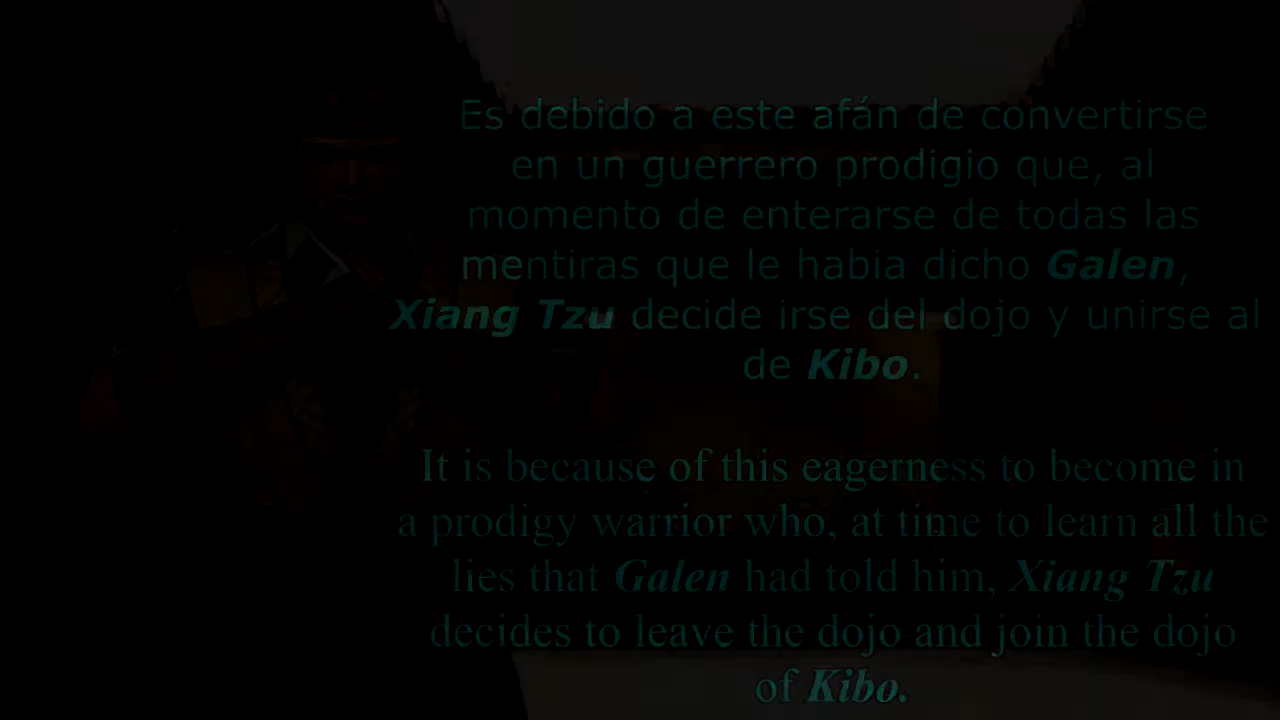 Es debido a este afán de convertirse
en un guerrero prodigio que, al
momento de enterarse de todas las
mentiras que le habia dicho Galen,
Xiang Tzu decide irse del dojo y unirse al
de Kibo.
It is because of this eagerness to become in
a prodigy warrior who, at time to learn all the
lies that Galen had told him, Xiang Tzu
decides to leave the dojo and join the dojo
of Kibo.